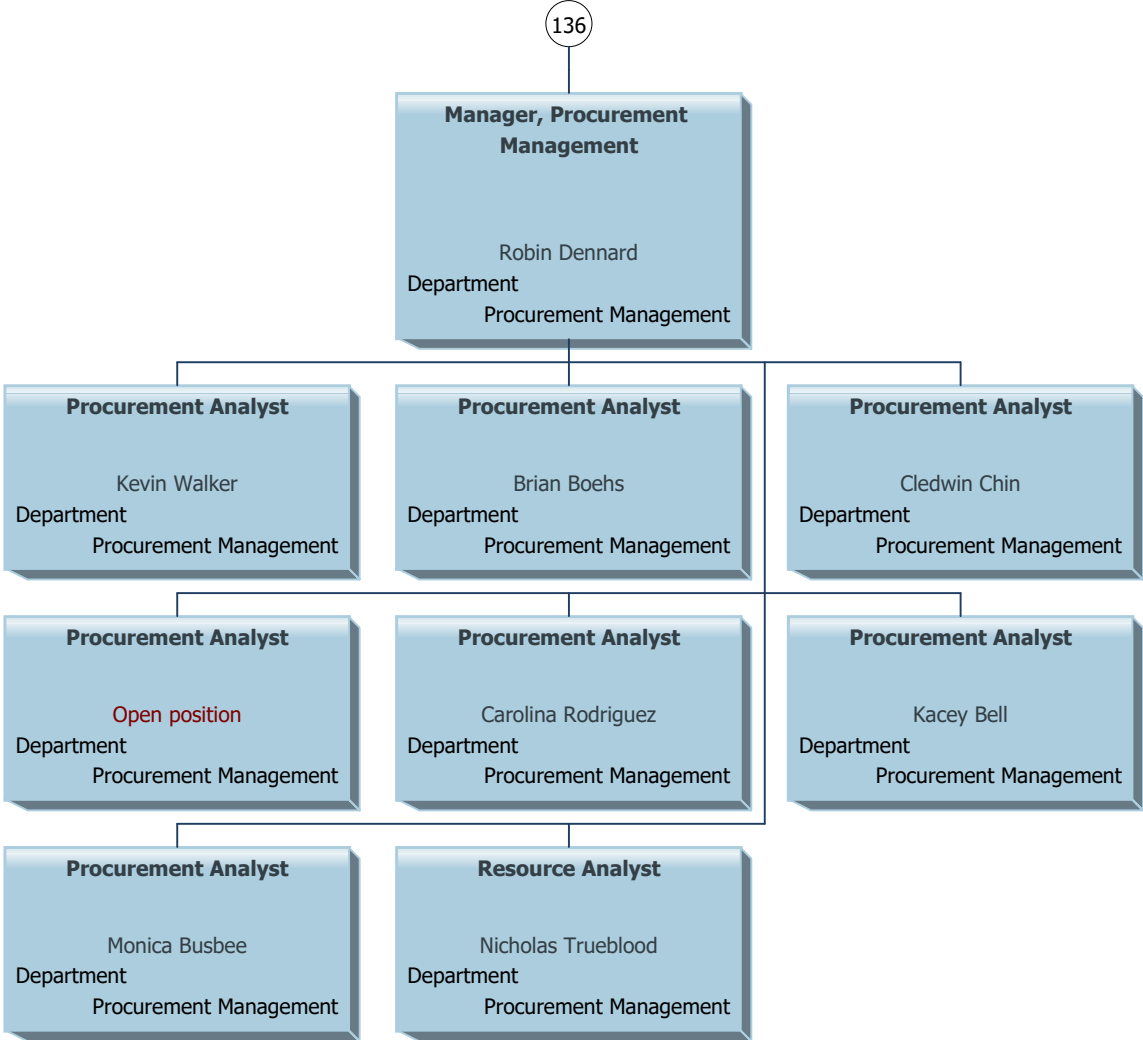 136
Manager, Procurement
Management
Robin Dennard
Department
Procurement Management
Procurement Analyst
Kevin Walker
Department
Procurement Management
Procurement Analyst
Brian Boehs
Department
Procurement Management
Procurement Analyst
Cledwin Chin
Department
Procurement Management
Procurement Analyst
Open position
Department
Procurement Management
Procurement Analyst
Carolina Rodriguez
Department
Procurement Management
Procurement Analyst
Kacey Bell
Department
Procurement Management
Procurement Analyst
Monica Busbee
Department
Procurement Management
Resource Analyst
Nicholas Trueblood
Department
Procurement Management